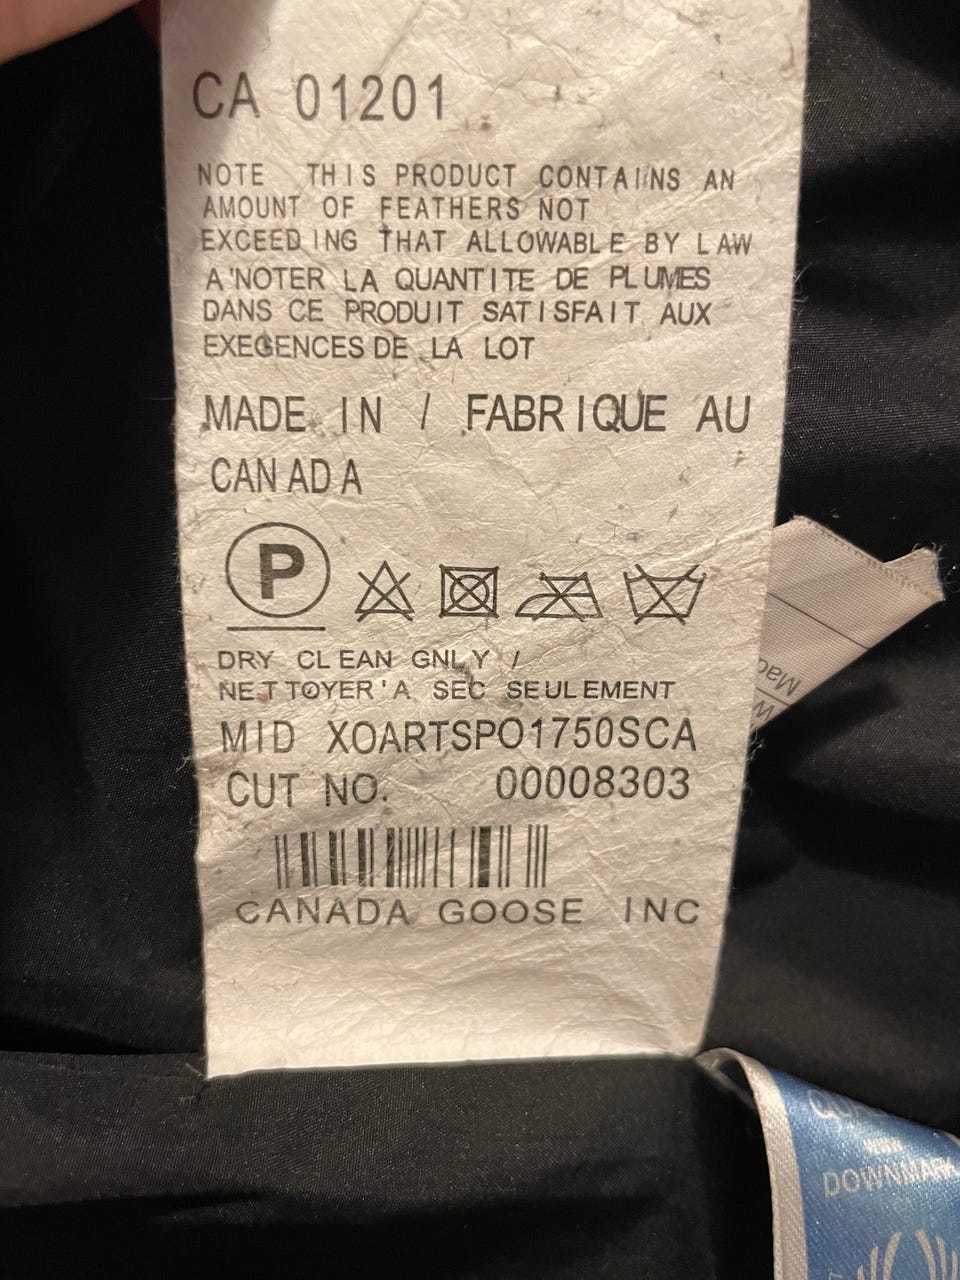 CA 01201
NOTE THIS PRODUCT CONTAINS AN
AMOUNT OF FEATHERS NOT
EXCEEDING THAT ALLOWABLE BY LAW
A'NOTER LA QUANTITE DE PLUMES
DANS CE PRODUIT SATISFAIT AUX
EXEGENCES DE LA LOT
MADE IN / FABRIQUE AU
CANADA
P
DRY CLEAN GNLY /
NETTOYER'A SEC SEULEMENT
MID XOARTSPO1750SCA
CUT NO. 00008303
CANADA GOOSE INC
DOWNMARK